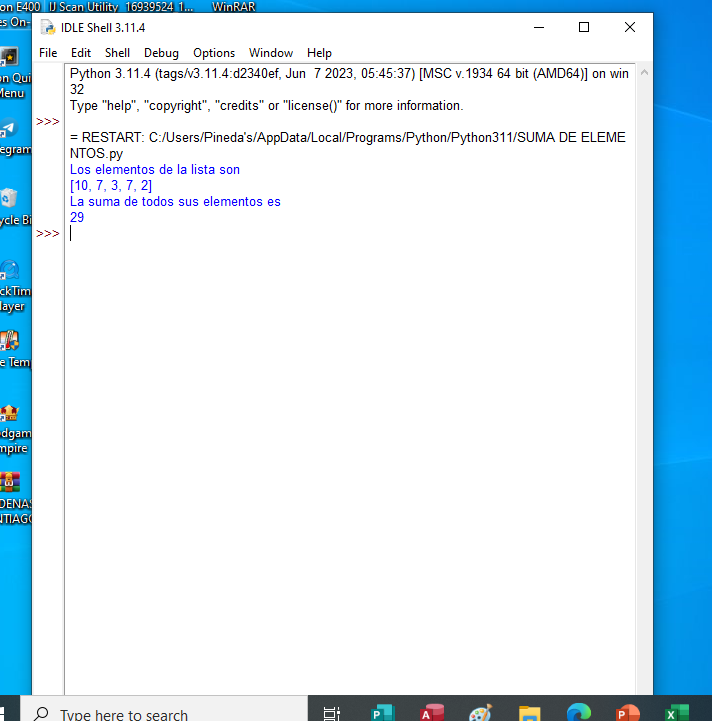 on E400 IJ Scan Utility 16939524_1... WinRAR
es On-
IDLE Shell 3.11.4
File Edit Shell Debug Options Window Help
Python 3.11.4 (tags/v3.11.4:d2340ef, Jun 7 2023, 05:45:37) [MSC v.1934 64 bit (AMD64)] on win
32
Type "help", "copyright", "credits" or "license()" for more information.
>>>
= RESTART: C:/Users/Pineda's/AppData/Local/Programs/Python/Python311/SUMA DE ELEME
NTOS.py
Los elementos de la lista son
[10, 7, 3, 7, 2]
La suma de todos sus elementos es
29
>>>
on Qui
Menu
egram
ycle Bi
ckTim
layer
e Tem
dgam
mpire
DENAS
NTIAGO
Type here to search